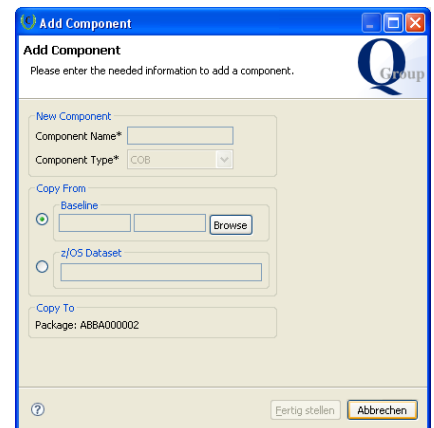 Add Component
Add Component
Please enter the needed information to add a component.
Q Group
New Component
Component Name*
Component Type* COB
Copy From
Baseline
Browse
z/OS Dataset
Copy To
Package: ABBA000002
Fertig stellen Abbrechen